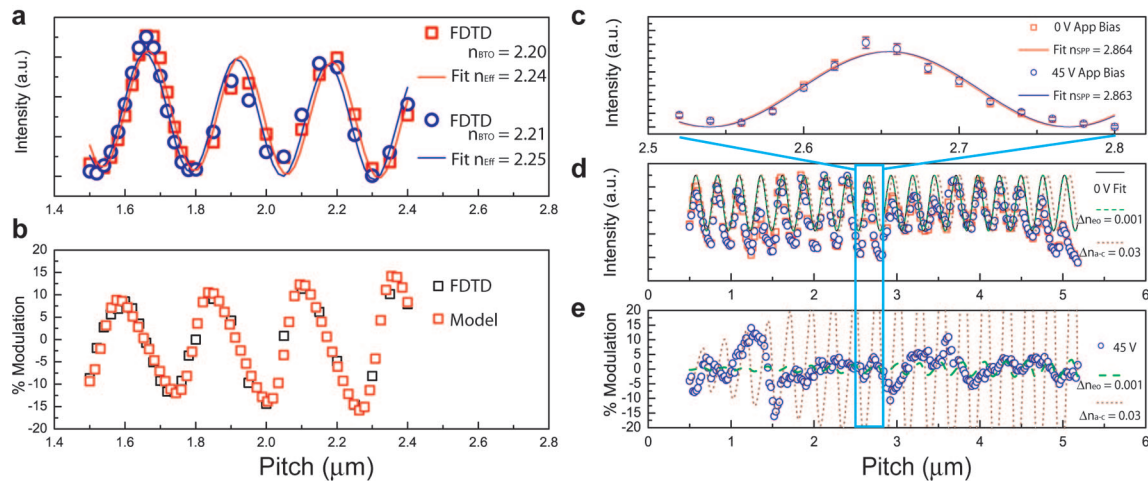 a
Intensity (a.u.)
FDTD
nBTO = 2.20
Fit nEff = 2.24
FDTD
nBTO = 2.21
Fit nEff = 2.25
1.4 1.6 1.8 2.0 2.2 2.4 2.6 2.8
b
% Modulation
20
15
10
5
0
-5
-10
-15
-20
FDTD
Model
1.4 1.6 1.8 2.0 2.2 2.4 2.6 2.8
Pitch (μm)
c
Intensity (a.u.)
0 V App Bias
Fit nSPP = 2.864
45 V App Bias
Fit nSPP = 2.863
2.5 2.6 2.7 2.8
d
Intensity (a.u.)
0 V Fit
Δneo = 0.001
Δna-c = 0.03
0 1 2 3 4 5 6
e
% Modulation
20
15
10
5
0
-5
-10
-15
-20
45 V
Δneo = 0.001
Δna-c = 0.03
0 1 2 3 4 5 6
Pitch (μm)